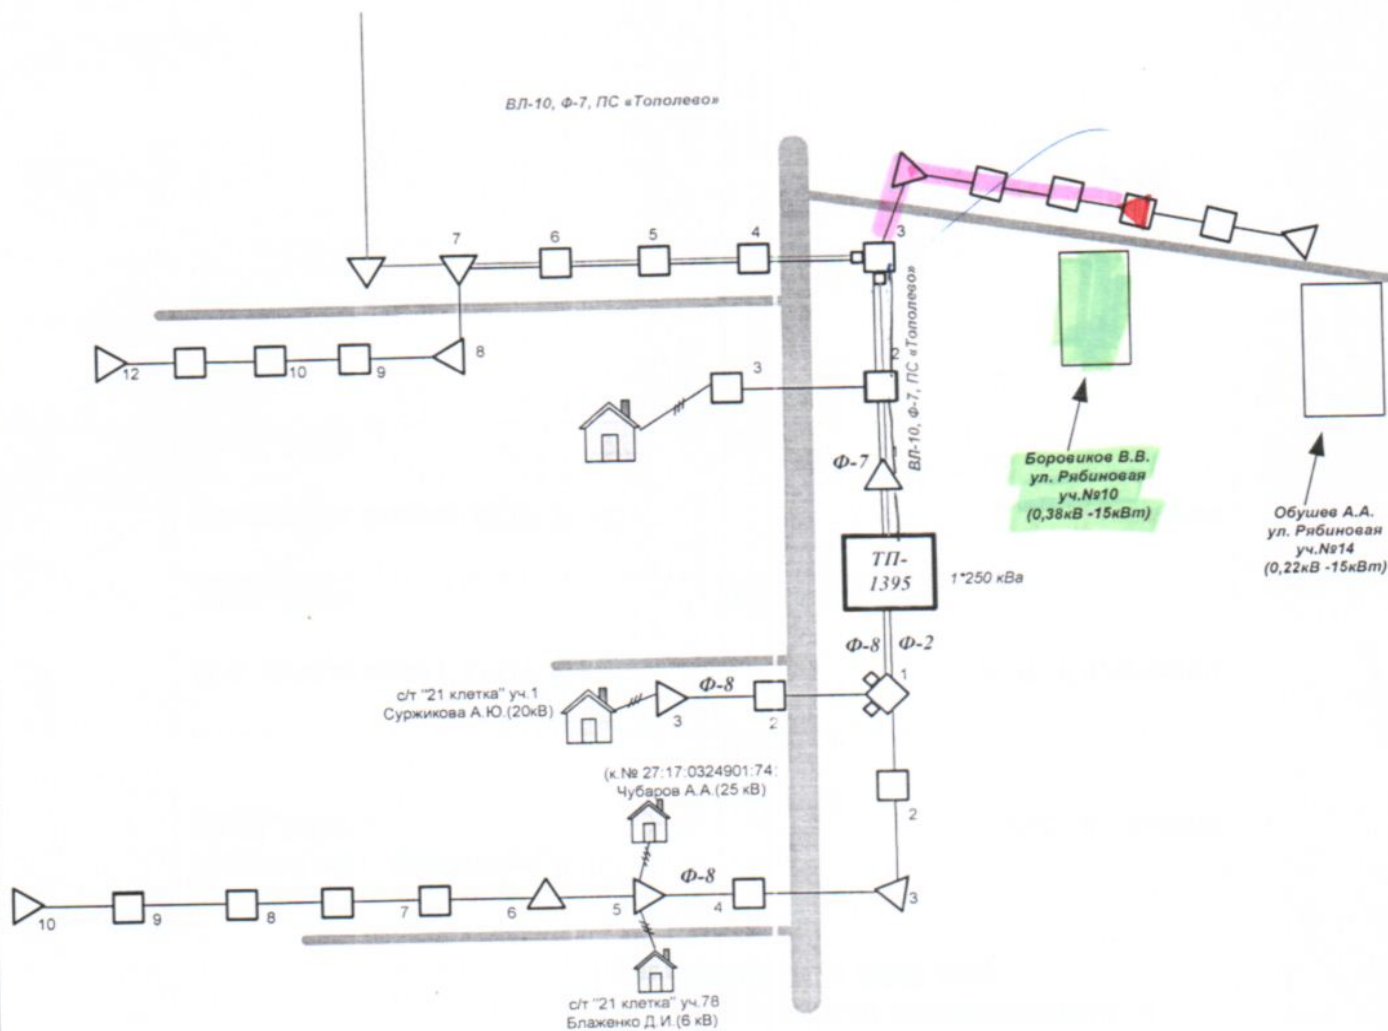 ВЛ-10, Ф-7, ПС «Тополево»
3
7
6
5
4
ВЛ-10, Ф-7, ПС «Тополево»
12
10
9
8
3
2
Ф-7
Боровиков В.В.
ул. Рябиновая
уч.№10
(0,38кВ -15кВт)
Обушев А.А.
ул. Рябиновая
уч.№14
(0,22кВ -15кВт)
ТП-
1395
1*250 кВа
Ф-8
Ф-2
1
с/т "21 клетка" уч.1
Суржикова А.Ю.(20кВ)
Ф-8
3
2
2
(к.№ 27:17:0324901:74:
Чубаров А.А.(25 кВ)
Ф-8
10
9
8
7
6
5
4
3
с/т "21 клетка" уч.78
Блаженко Д.И.(6 кВ)